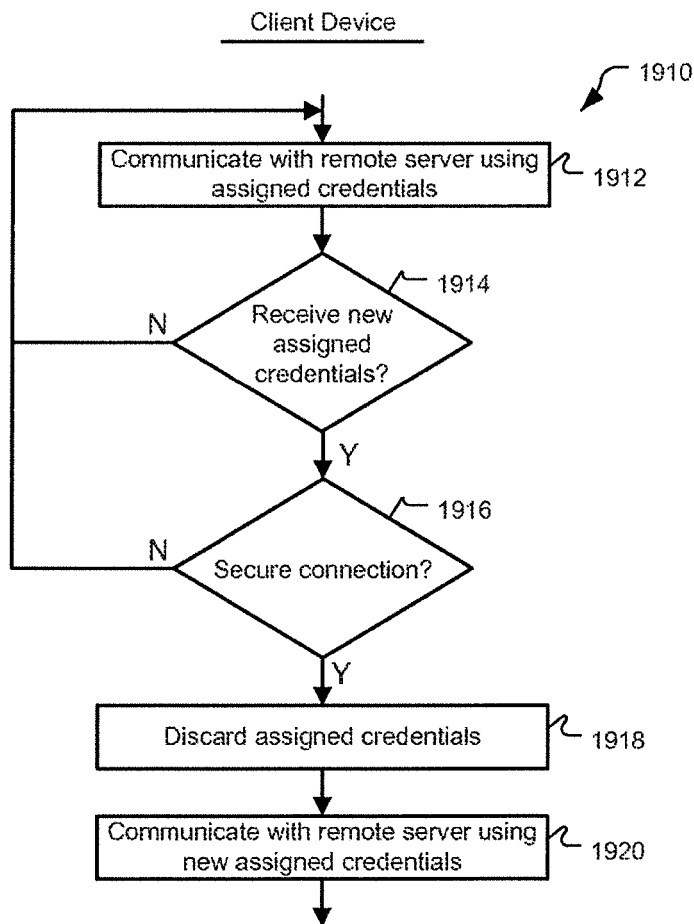 Client Device
1910
Communicate with remote server using
assigned credentials
1912
1914
Receive new
assigned
credentials?
N
Y
1916
Secure connection?
N
Y
Discard assigned credentials
1918
Communicate with remote server using
new assigned credentials
1920